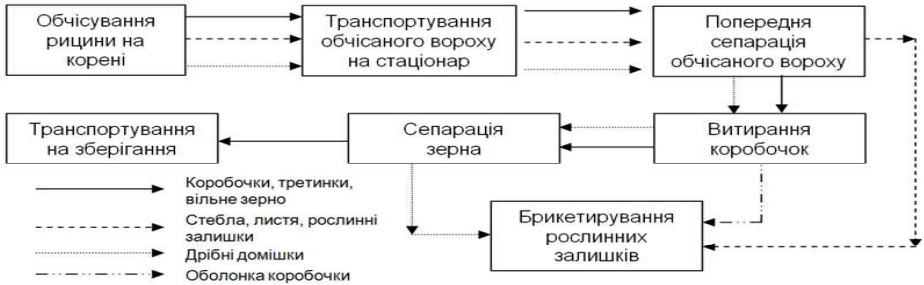 Обчісування
рицини на
корені
Транспортування
обчісаного вороху
на стаціонар
Попередня
сепарація
обчісаного вороху
Транспортування
на зберігання
Сепарація
зерна
Витирання
коробочок
Коробочки, третинки,
вільне зерно
Стебла, листя, рослинні
залишки
Дрібні домішки
Оболонка коробочки
Брикетирування
рослинних
залишків